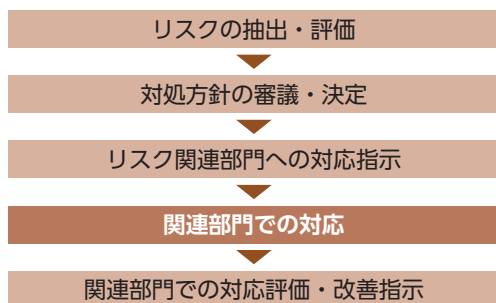 リスクの抽出・評価
対処方針の審議・決定
リスク関連部門への対応指示
関連部門での対応
関連部門での対応評価・改善指示